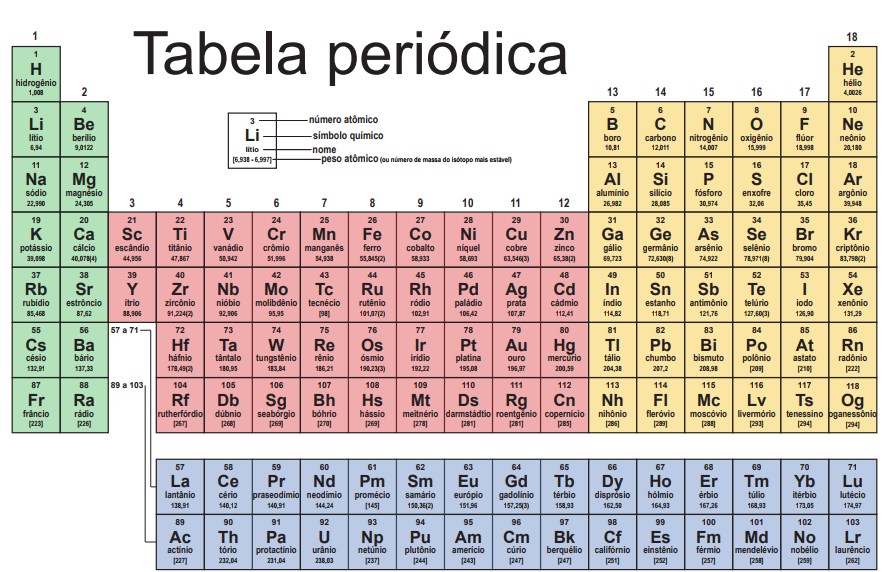 Tabela periódica
1
18
2
13 14 15 16 17
3 4 5 6 7 8 9 10 11 12
3 número atômico
Li símbolo químico
lítio nome
[6,938 - 6,997] peso atômico (ou número de massa do isótopo mais estável)
1 2
H He
hidrogênio hélio
1,008 4,0026
3 4 5 6 7 8 9 10
Li Be B C N O F Ne
lítio berílio boro carbono nitrogênio oxigênio flúor neônio
6,94 9,0122 10,81 12,011 14,007 15,999 18,998 20,180
11 12 13 14 15 16 17 18
Na Mg Al Si P S Cl Ar
sódio magnésio alumínio silício fósforo enxofre cloro argônio
22,990 24,305 26,982 28,085 30,974 32,06 35,45 39,948
19 20 21 22 23 24 25 26 27 28 29 30 31 32 33 34 35 36
K Ca Sc Ti V Cr Mn Fe Co Ni Cu Zn Ga Ge As Se Br Kr
potássio cálcio escândio titânio vanádio crômio manganês ferro cobalto níquel cobre zinco gálio germânio arsênio selênio bromo criptônio
39,098 40,078(4) 44,956 47,867 50,942 51,996 54,938 55,845(2) 58,933 58,693 63,546(3) 65,38(2) 69,723 72,630(8) 74,922 78,971(8) 79,904 83,798(2)
37 38 39 40 41 42 43 44 45 46 47 48 49 50 51 52 53 54
Rb Sr Y Zr Nb Mo Tc Ru Rh Pd Ag Cd In Sn Sb Te I Xe
rubídio estrôncio ítrio zircônio nióbio molibdênio tecnécio rutênio ródio paládio prata cádmio índio estanho antimônio telúrio iodo xenônio
85,468 87,62 88,906 91,224(2) 92,906 95,95 [98] 101,07(2) 102,91 106,42 107,87 112,41 114,82 118,71 121,76 127,60(3) 126,90 131,29
55 56 57 a 71 72 73 74 75 76 77 78 79 80 81 82 83 84 85 86
Cs Ba Hf Ta W Re Os Ir Pt Au Hg Tl Pb Bi Po At Rn
césio bário háfnio tântalo tungstênio rênio ósmio irídio platina ouro mercúrio tálio chumbo bismuto polônio astato radônio
132,91 137,33 178,49(2) 180,95 183,84 186,21 190,23(3) 192,22 195,08 196,97 200,59 204,38 207,2 208,98 [209] [210] [222]
87 88 89 a 103 104 105 106 107 108 109 110 111 112 113 114 115 116 117 118
Fr Ra Rf Db Sg Bh Hs Mt Ds Rg Cn Nh Fl Mc Lv Ts Og
frâncio rádio rutherfórdio dúbnio seabórgio bóhrio hássio meitnério darmstádtio roentgênio copernício nihônio fleróvio moscóvio livermório tenessino oganessônio
[223] [226] [267] [268] [269] [270] [269] [278] [281] [281] [285] [286] [289] [288] [293] [294] [294]
57 58 59 60 61 62 63 64 65 66 67 68 69 70 71
La Ce Pr Nd Pm Sm Eu Gd Tb Dy Ho Er Tm Yb Lu
lantânio cério praseodímio neodímio promécio samário európio gadolínio térbio disprósio hólmio érbio túlio itérbio lutécio
138,91 140,12 140,91 144,24 [145] 150,36(2) 151,96 157,25(3) 158,93 162,50 164,93 167,26 168,93 173,05 174,97
89 90 91 92 93 94 95 96 97 98 99 100 101 102 103
Ac Th Pa U Np Pu Am Cm Bk Cf Es Fm Md No Lr
actínio tório protactínio urânio netúnio plutônio amerício cúrio berquélio califórnio einstênio férmio mendelévio nobélio laurêncio
[227] 232,04 231,04 238,03 [237] [244] [243] [247] [247] [251] [252] [257] [258] [259] [262]